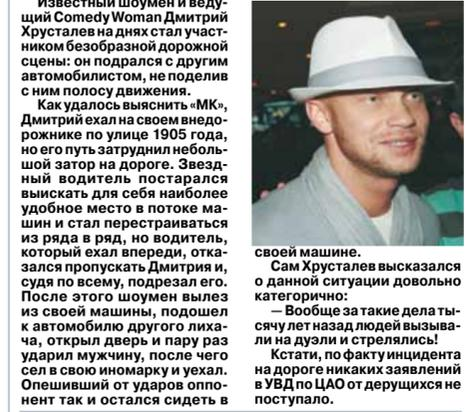 Известный шоумен и веду-
щий Comedy Woman Дмитрий
Хрусталев на днях стал участ-
ником безобразной дорожной
сцены: он подрался с другим
автомобилистом, не поделив
с ним полосу движения.
Как удалось выяснить «МК»,
Дмитрий ехал на своем внедо-
рожнике по улице 1905 года,
но его путь затруднил неболь-
шой затор на дороге. Звезд-
ный водитель постарался
выискать для себя наиболее
удобное место в потоке ма-
шин и стал перестраиваться
из ряда в ряд, но водитель,
который ехал впереди, отка-
зался пропускать Дмитрия и,
судя по всему, подрезал его.
После этого шоумен вылез
из своей машины, подошел
к автомобилю другого лиха-
ча, открыл дверь и пару раз
ударил мужчину, после чего
сел в свою иномарку и уехал.
Опешивший от ударов оппо-
нент так и остался сидеть в
своей машине.
Сам Хрусталев высказался
о данной ситуации довольно
категорично:
— Вообще за такие дела ты-
сячу лет назад людей вызыва-
ли на дуэли и стрелялись!
Кстати, по факту инцидента
на дороге никаких заявлений
в УВД по ЦАО от дерущихся не
поступало.